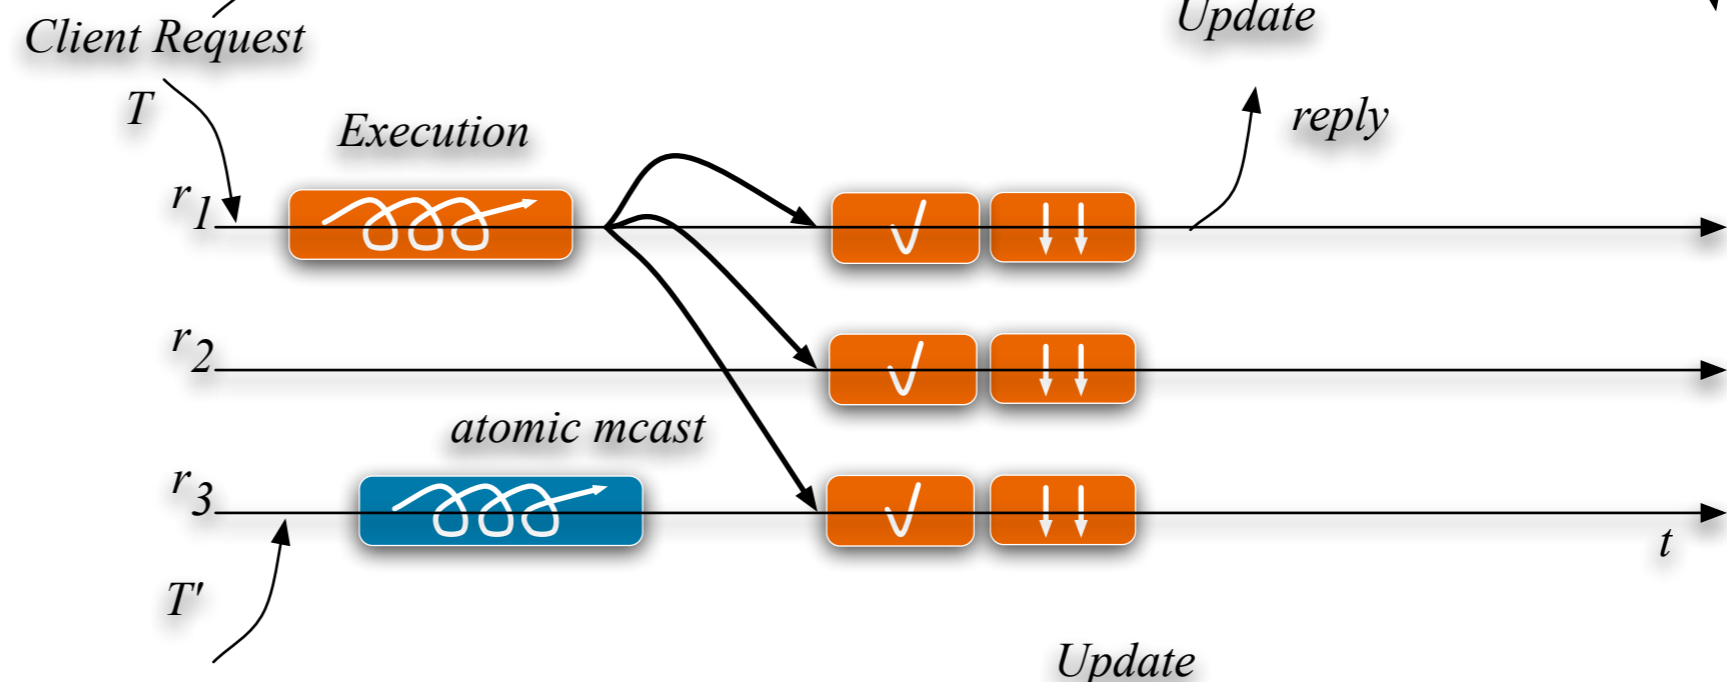 Update
Client Request
T
reply
Execution
r1
r2
atomic mcast
r3
t
T'
Update